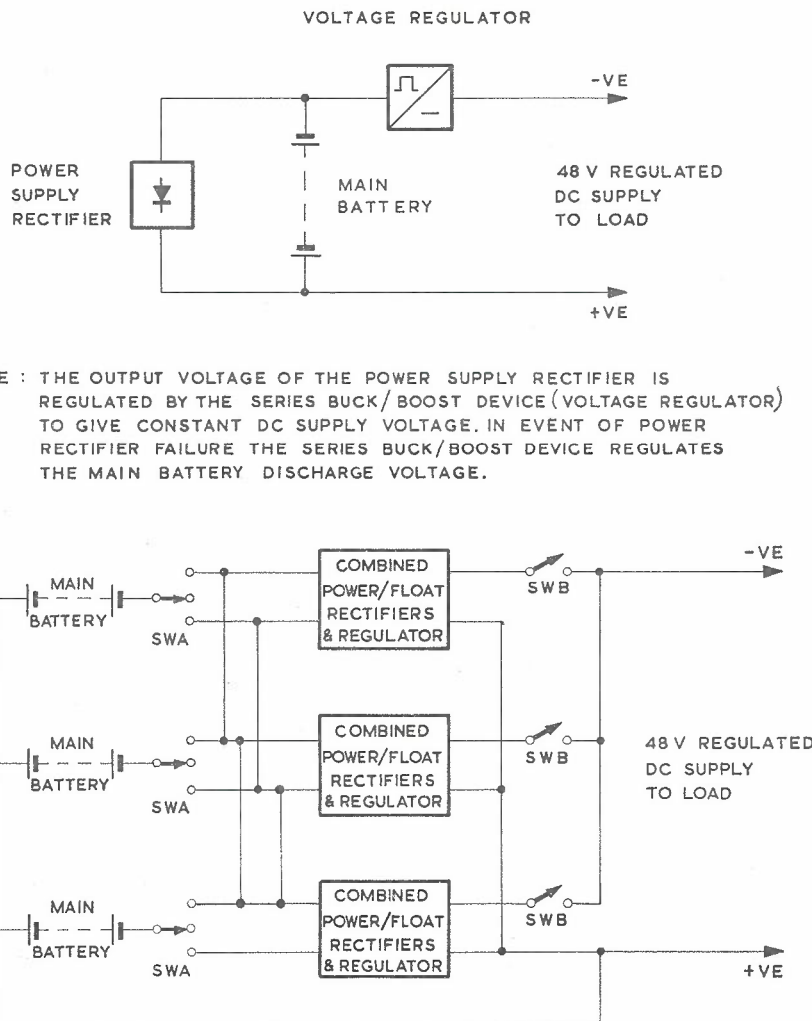 VOLTAGE REGULATOR
-VE
POWER
SUPPLY
RECTIFIER
MAIN
BATTERY
48 V REGULATED
DC SUPPLY
TO LOAD
+VE
E : THE OUTPUT VOLTAGE OF THE POWER SUPPLY RECTIFIER IS
REGULATED BY THE SERIES BUCK/BOOST DEVICE (VOLTAGE REGULATOR)
TO GIVE CONSTANT DC SUPPLY VOLTAGE. IN EVENT OF POWER
RECTIFIER FAILURE THE SERIES BUCK/BOOST DEVICE REGULATES
THE MAIN BATTERY DISCHARGE VOLTAGE.
-VE
MAIN
BATTERY
SWA
COMBINED
POWER/FLOAT
RECTIFIERS
& REGULATOR
SWB
MAIN
BATTERY
SWA
COMBINED
POWER/FLOAT
RECTIFIERS
& REGULATOR
SWB
48 V REGULATED
DC SUPPLY
TO LOAD
MAIN
BATTERY
SWA
COMBINED
POWER/FLOAT
RECTIFIERS
& REGULATOR
SWB
+VE